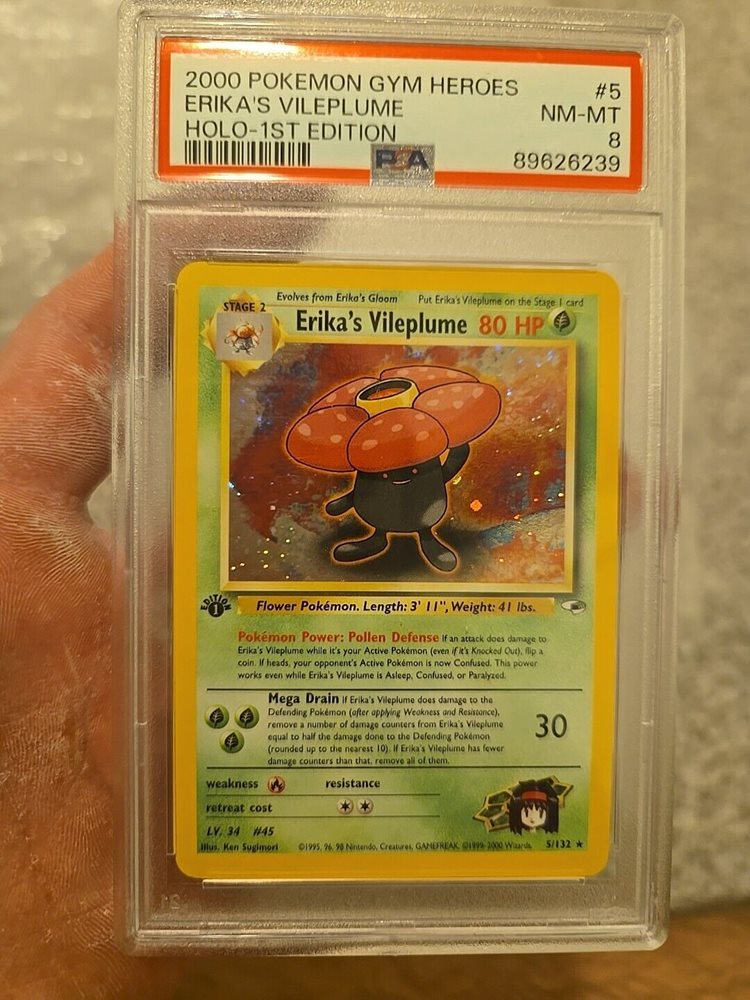 2000 POKEMON GYM HEROES #5
ERIKA'S VILEPLUME NM-MT
HOLO-1ST EDITION 8
PSA 89626239
STAGE 2 Evolves from Erika's Gloom Put Erika's Vileplume on the Stage 1 card
Erika's Vileplume 80 HP
EDITION 1
Flower Pokémon. Length: 3' 11", Weight: 41 lbs.
Pokémon Power: Pollen Defense If an attack does damage to
Erika's Vileplume while it's your Active Pokémon (even if it's Knocked Out), flip a
coin. If heads, your opponent's Active Pokémon is now Confused. This power
works even while Erika's Vileplume is Asleep, Confused, or Paralyzed.
Mega Drain If Erika's Vileplume does damage to the
Defending Pokémon (after applying Weakness and Resistance),
remove a number of damage counters from Erika's Vileplume
equal to half the damage done to the Defending Pokémon
(rounded up to the nearest 10). If Erika's Vileplume has fewer
damage counters than that, remove all of them.
30
weakness resistance
retreat cost
LV. 34 #45
Illus. Ken Sugimori ©1995, 96, 98 Nintendo, Creatures, GAMEFREAK. ©1999-2000 Wizards. 5/132 ★